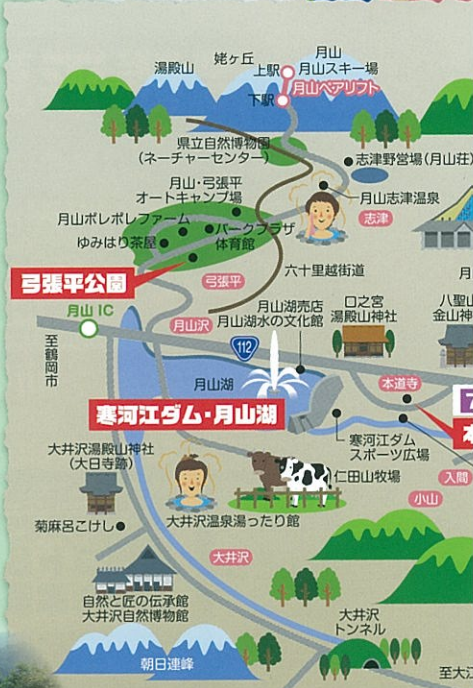 姥ヶ丘
月山
湯殿山
上駅
月山スキー場
月山ペアリフト
下駅
県立自然博物園
(ネーチャーセンター)
志津野営場(月山荘)
月山・弓張平
オートキャンプ場
月山志津温泉
志津
月山ポレポレファーム
パークプラザ
体育館
ゆみはり茶屋
弓張平公園
弓張平
六十里越街道
月山IC
月山沢
月山湖売店
月山湖水の文化館
口之宮
湯殿山神社
八聖山
金山神
月
至鶴岡市
112
月山湖
本道寺
7
本
寒河江ダム・月山湖
寒河江ダム
スポーツ広場
大井沢湯殿山神社
(大日寺跡)
仁田山牧場
入間
小山
菊麻呂こけし
大井沢温泉湯ったり館
大井沢
自然と匠の伝承館
大井沢自然博物館
大井沢
トンネル
朝日連峰
至大江